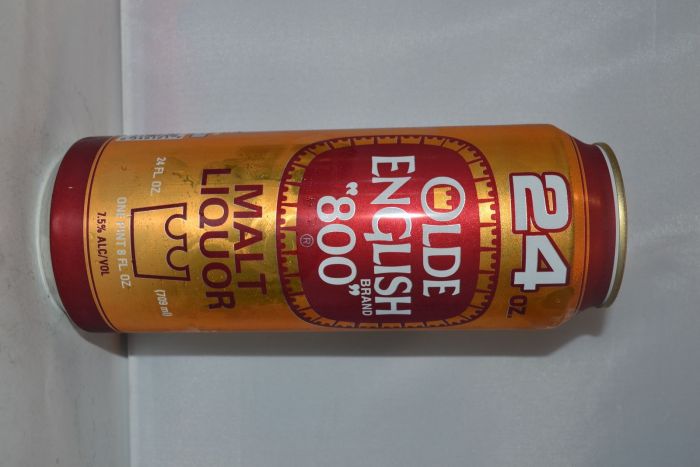 24 OZ.
OLDE
ENGLISH
BRAND
"800"
®
MALT
LIQUOR
24 FL. OZ.
(709 ml)
ONE PINT 8 FL. OZ.
7.5% ALC/VOL